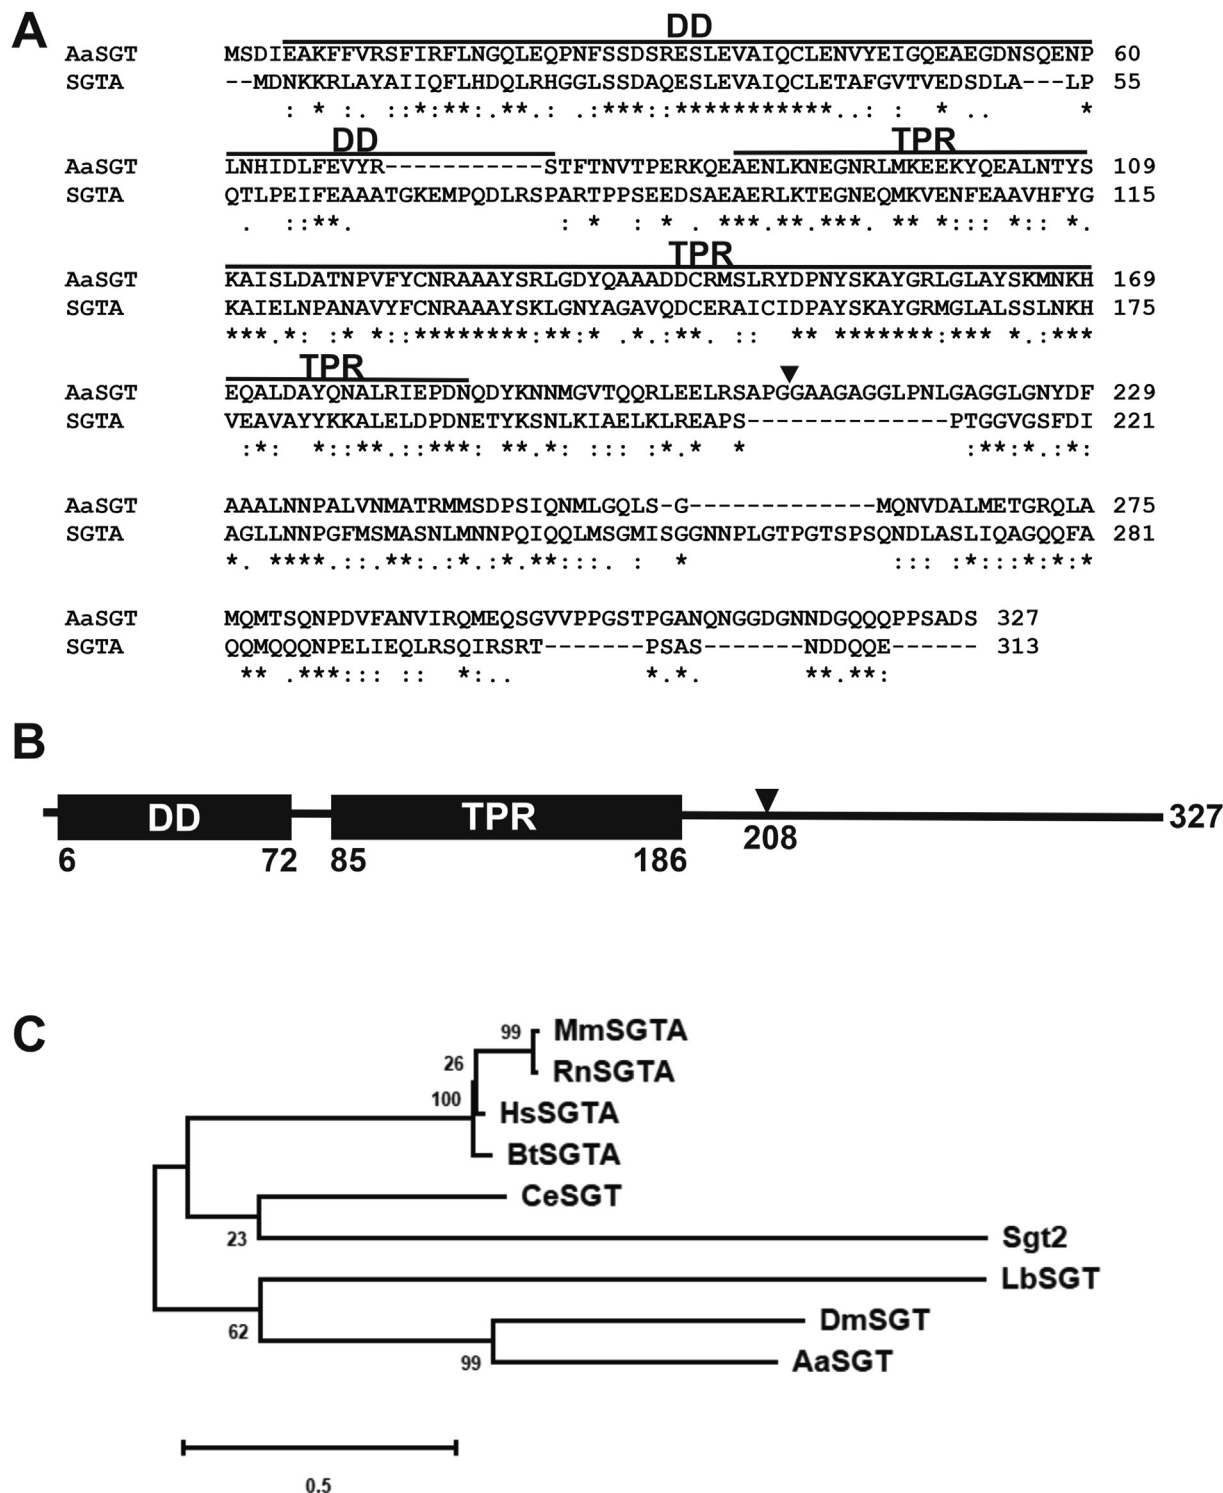 A
DD
AaSGT MSDIEAKFFVRSFIRFLNGQLEQPNFSSDSRESLEVAIQCLENVYEIGQEAEGDNSQENP 60
SGTA --MDNKKRLAYAIIQFLHDQLRHGGLSSDAQESLEVAIQCLETAFGVTVEDSDLA---LP 55
: * :. ::*:**:**.: .:***:***********..: : * .. *
DD TPR
AaSGT LNHIDLFEVYR-----------STFTNVTPERKQEAENLKNEGNRLMKEEKYQEALNTYS 109
SGTA QTLPEIFEAAATGKEMPQDLRSPARTPPSEEDSAEAERLKTEGNEQMKVENFEAAVHFYG 115
. ::**. : * : * . ***.**.***. ** *::: *: *.
TPR
AaSGT KAISLDATNPVFYCNRAAAYSRLGDYQAAADDCRMSLRYDPNYSKAYGRLGLAYSKMNKH 169
SGTA KAIELNPANAVYFCNRAAAYSKLGNYAGAVQDCERAICIDPAYSKAYGRMGLALSSLNKH 175
***.*: :*.*::********:**:* .*.:**. :: ** *******:*** *.:***
TPR
AaSGT EQALDAYQNALRIEPDNQDYKNNMGVTQQRLEELRSAPGGAAGAGGLPNLGAGGLGNYDF 229
SGTA VEAVAYYKKALELDPDNETYKSNLKIAELKLREAPS--------------PTGGVGSFDI 221
:*: *::**.::***: **.*: ::: :*.* * :**:*.:*:
AaSGT AAALNNPALVNMATRMMSDPSIQNMLGQLS-G-------------MQNVDALMETGRQLA 275
SGTA AGLLNNPGFMSMASNLMNNPQIQQLMSGMISGGNNPLGTPGTSPSQNDLASLIQAGQQFA 281
*. ****.:.**:.:*.:*.**:::. : * ::: :*:::*:*:*
AaSGT MQMTSQNPDVFANVIRQMEQSGVVPPGSTPGANQNGGDGNNDGQQQPPSADS 327
SGTA QQMQQQNPELIEQLRSQIRSRT-------PSAS-------NDDQQE------ 313
** .***::: :: *:.. *.*. **.**:
B
DD TPR
6 72 85 186 208 327
C
99 MmSGTA
26 RnSGTA
100 HsSGTA
BtSGTA
CeSGT
23 Sgt2
LbSGT
62 DmSGT
99 AaSGT
0.5